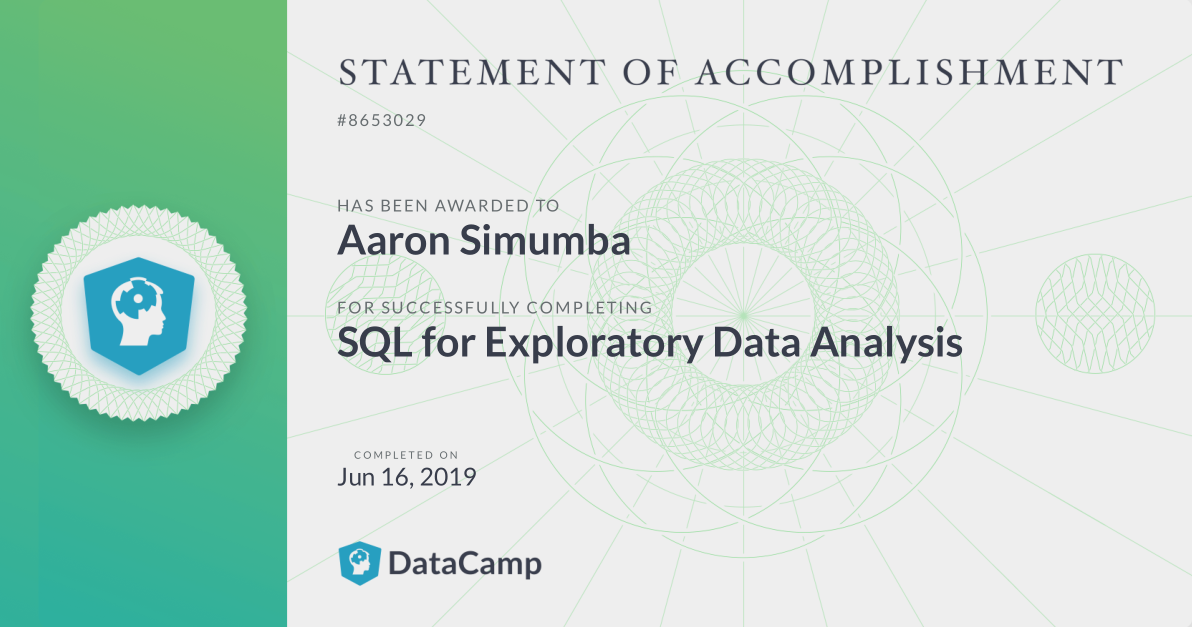 STATEMENT OF ACCOMPLISHMENT
#8653029
HAS BEEN AWARDED TO
Aaron Simumba
FOR SUCCESSFULLY COMPLETING
SQL for Exploratory Data Analysis
COMPLETED ON
Jun 16, 2019
DataCamp